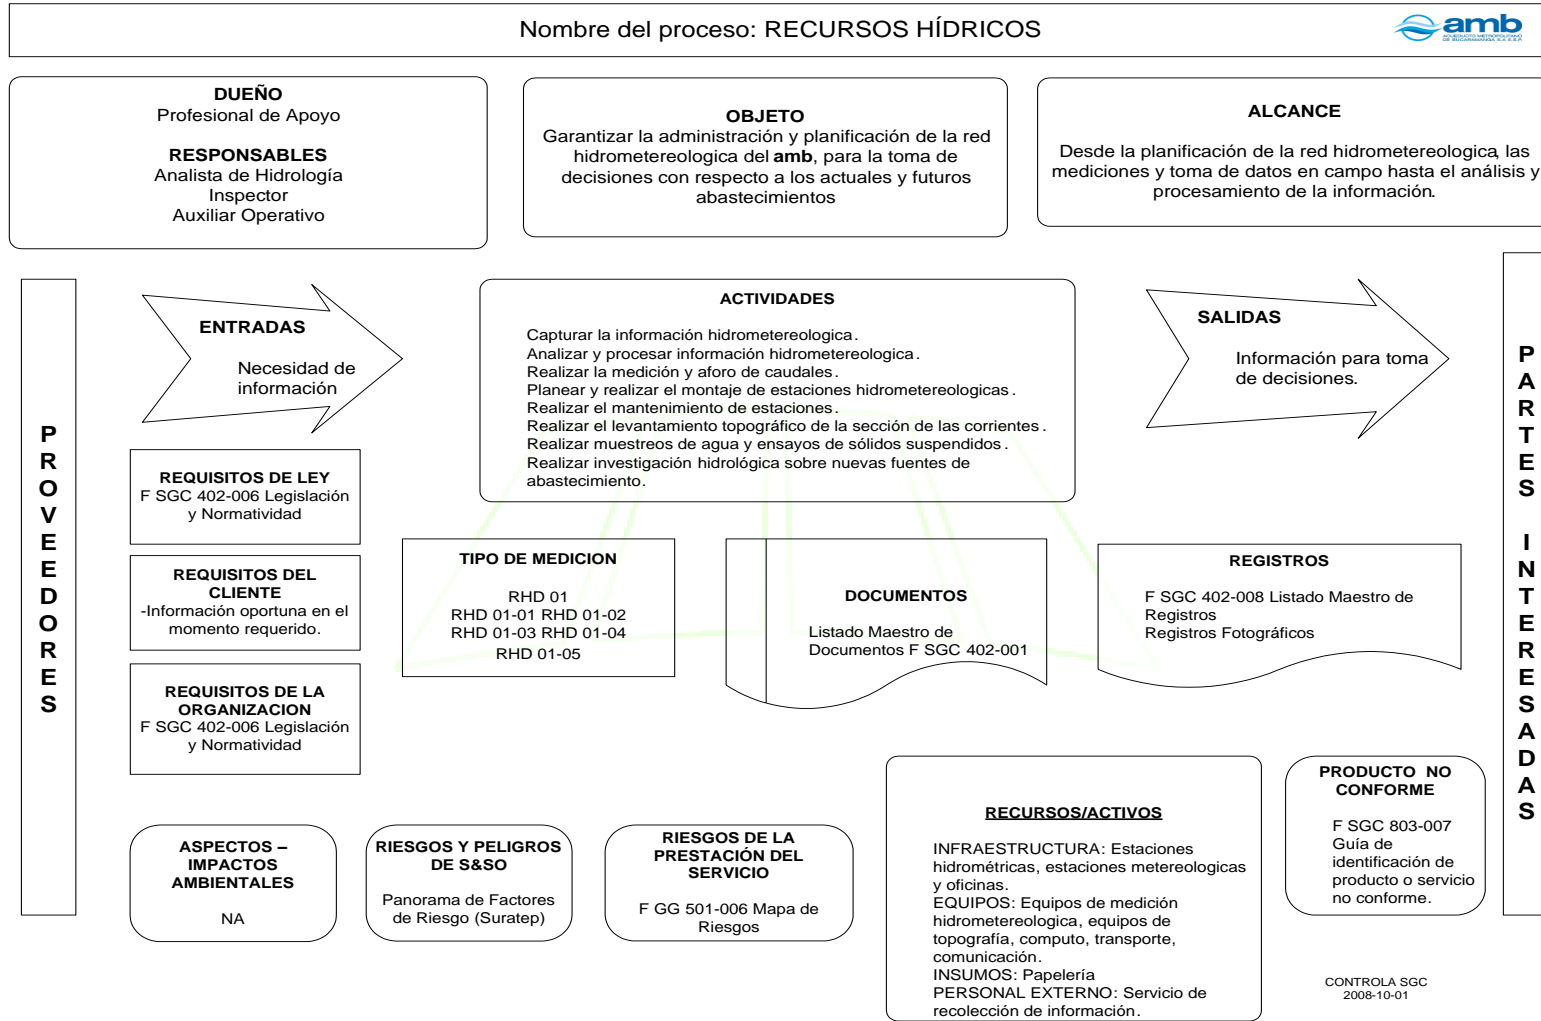 Nombre del proceso: RECURSOS HÍDRICOS
amb
ACUEDUCTO METROPOLITANO
DE BUCARAMANGA S.A E.S.P
DUEÑO
Profesional de Apoyo
RESPONSABLES
Analista de Hidrología
Inspector
Auxiliar Operativo
OBJETO
Garantizar la administración y planificación de la red
hidrometereologica del amb, para la toma de
decisiones con respecto a los actuales y futuros
abastecimientos
ALCANCE
Desde la planificación de la red hidrometereologica, las
mediciones y toma de datos en campo hasta el análisis y
procesamiento de la información.
PROVEEDORES
ENTRADAS
Necesidad de
información
ACTIVIDADES
Capturar la información hidrometereologica.
Analizar y procesar información hidrometereologica.
Realizar la medición y aforo de caudales.
Planear y realizar el montaje de estaciones hidrometereologicas.
Realizar el mantenimiento de estaciones.
Realizar el levantamiento topográfico de la sección de las corrientes.
Realizar muestreos de agua y ensayos de sólidos suspendidos.
Realizar investigación hidrológica sobre nuevas fuentes de
abastecimiento.
SALIDAS
Información para toma
de decisiones.
PARTES INTERESADAS
REQUISITOS DE LEY
F SGC 402-006 Legislación
y Normatividad
REQUISITOS DEL
CLIENTE
-Información oportuna en el
momento requerido.
REQUISITOS DE LA
ORGANIZACION
F SGC 402-006 Legislación
y Normatividad
TIPO DE MEDICION
RHD 01
RHD 01-01 RHD 01-02
RHD 01-03 RHD 01-04
RHD 01-05
DOCUMENTOS
Listado Maestro de
Documentos F SGC 402-001
REGISTROS
F SGC 402-008 Listado Maestro de
Registros
Registros Fotográficos
ASPECTOS –
IMPACTOS
AMBIENTALES
NA
RIESGOS Y PELIGROS
DE S&SO
Panorama de Factores
de Riesgo (Suratep)
RIESGOS DE LA
PRESTACIÓN DEL
SERVICIO
F GG 501-006 Mapa de
Riesgos
RECURSOS/ACTIVOS
INFRAESTRUCTURA: Estaciones
hidrométricas, estaciones metereologicas
y oficinas.
EQUIPOS: Equipos de medición
hidrometereologica, equipos de
topografía, computo, transporte,
comunicación.
INSUMOS: Papelería
PERSONAL EXTERNO: Servicio de
recolección de información.
PRODUCTO NO
CONFORME
F SGC 803-007
Guía de
identificación de
producto o servicio
no conforme.
CONTROLA SGC
2008-10-01